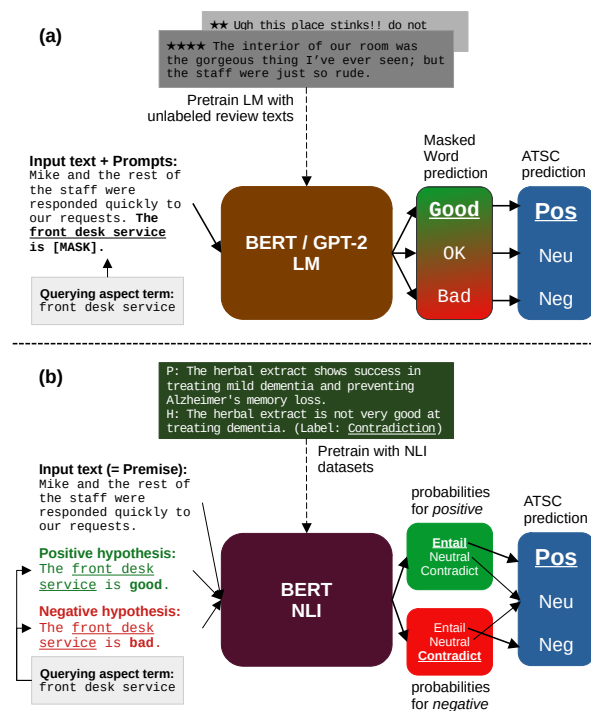 (a)
★★ Ugh this place stinks!! do not
★★★★ The interior of our room was
the gorgeous thing I've ever seen; but
the staff were just so rude.
Pretrain LM with
unlabeled review texts
Input text + Prompts:
Mike and the rest of
the staff were
responded quickly to
our requests. The
front desk service
is [MASK].
Querying aspect term:
front desk service
BERT / GPT-2
LM
Masked
Word
prediction
Good
OK
Bad
ATSC
prediction
Pos
Neu
Neg
(b)
P: The herbal extract shows success in
treating mild dementia and preventing
Alzheimer's memory loss.
H: The herbal extract is not very good at
treating dementia. (Label: Contradiction)
Pretrain with NLI
datasets
Input text (= Premise):
Mike and the rest of
the staff were
responded quickly to
our requests.
Positive hypothesis:
The front desk
service is good.
Negative hypothesis:
The front desk
service is bad.
Querying aspect term:
front desk service
BERT
NLI
probabilities
for positive
Entail
Neutral
Contradict
Entail
Neutral
Contradict
probabilities
for negative
ATSC
prediction
Pos
Neu
Neg